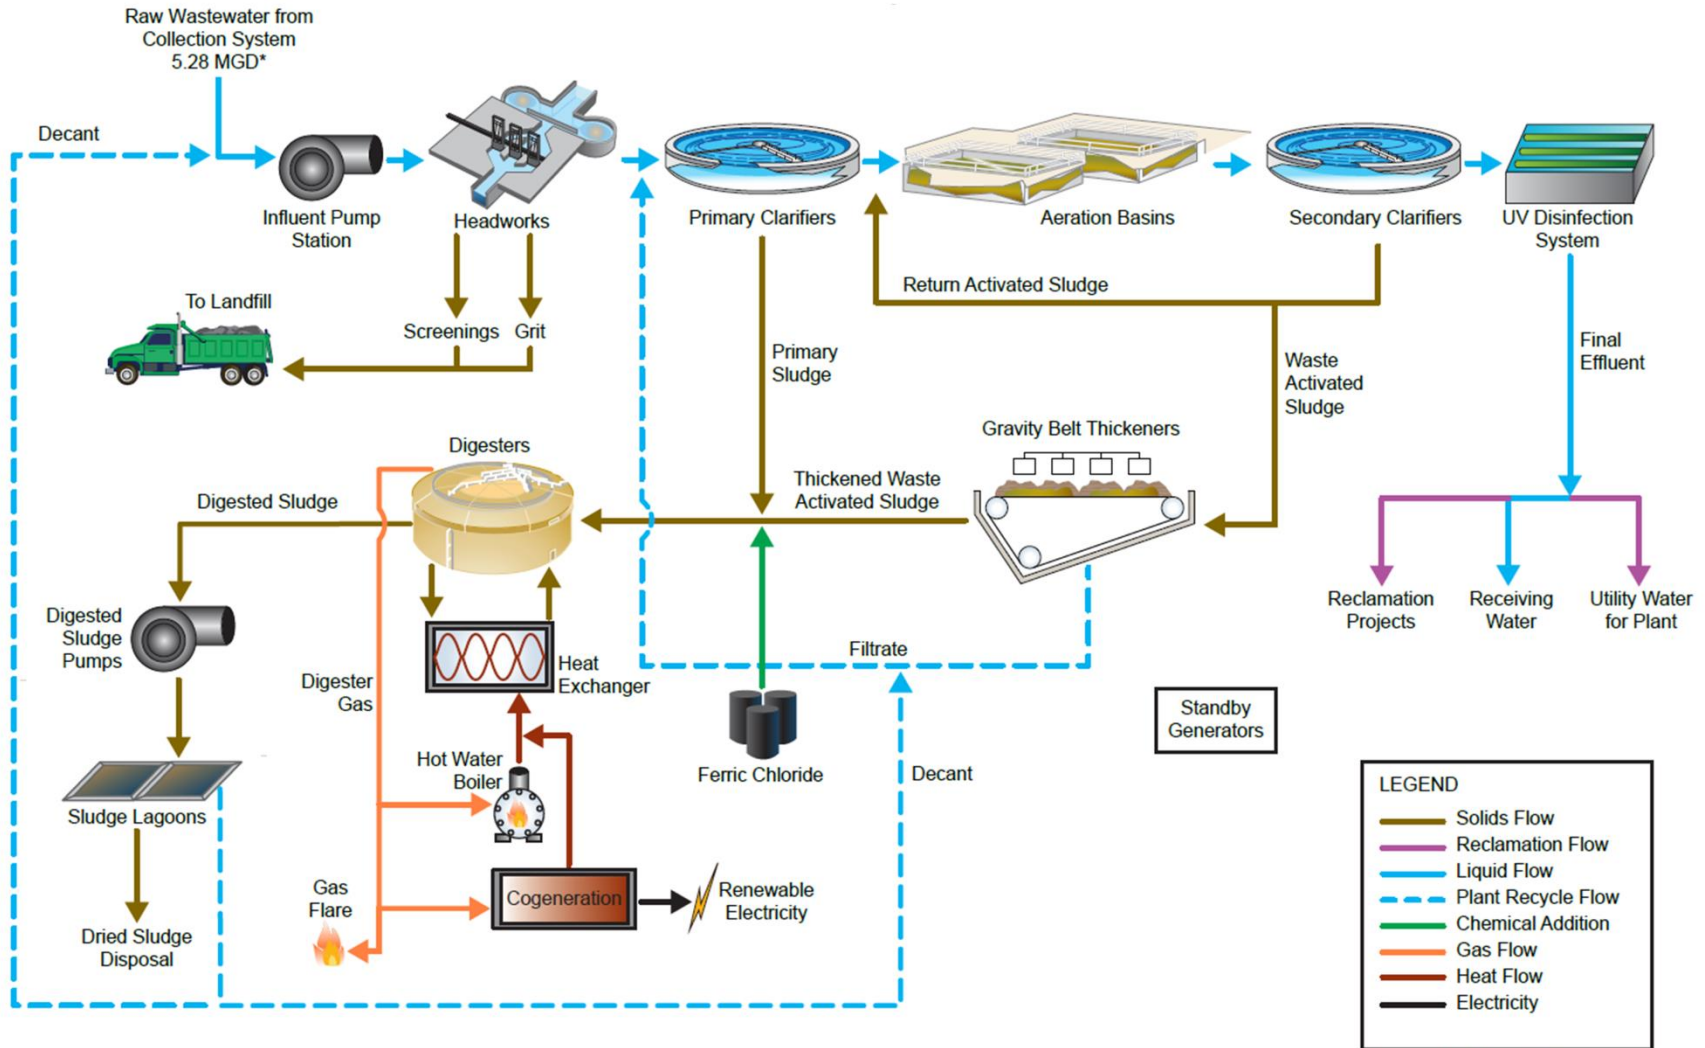 Raw Wastewater from
Collection System
5.28 MGD*
Decant
Influent Pump
Station
Headworks
Primary Clarifiers
Aeration Basins
Secondary Clarifiers
UV Disinfection
System
To Landfill
Screenings
Grit
Return Activated Sludge
Primary
Sludge
Waste
Activated
Sludge
Final
Effluent
Gravity Belt Thickeners
Digesters
Thickened Waste
Activated Sludge
Digested Sludge
Digested
Sludge
Pumps
Reclamation
Projects
Receiving
Water
Utility Water
for Plant
Filtrate
Heat
Exchanger
Digester
Gas
Standby
Generators
Hot Water
Boiler
Ferric Chloride
Decant
Sludge Lagoons
Gas
Flare
Cogeneration
Renewable
Electricity
Dried Sludge
Disposal
LEGEND
Solids Flow
Reclamation Flow
Liquid Flow
Plant Recycle Flow
Chemical Addition
Gas Flow
Heat Flow
Electricity